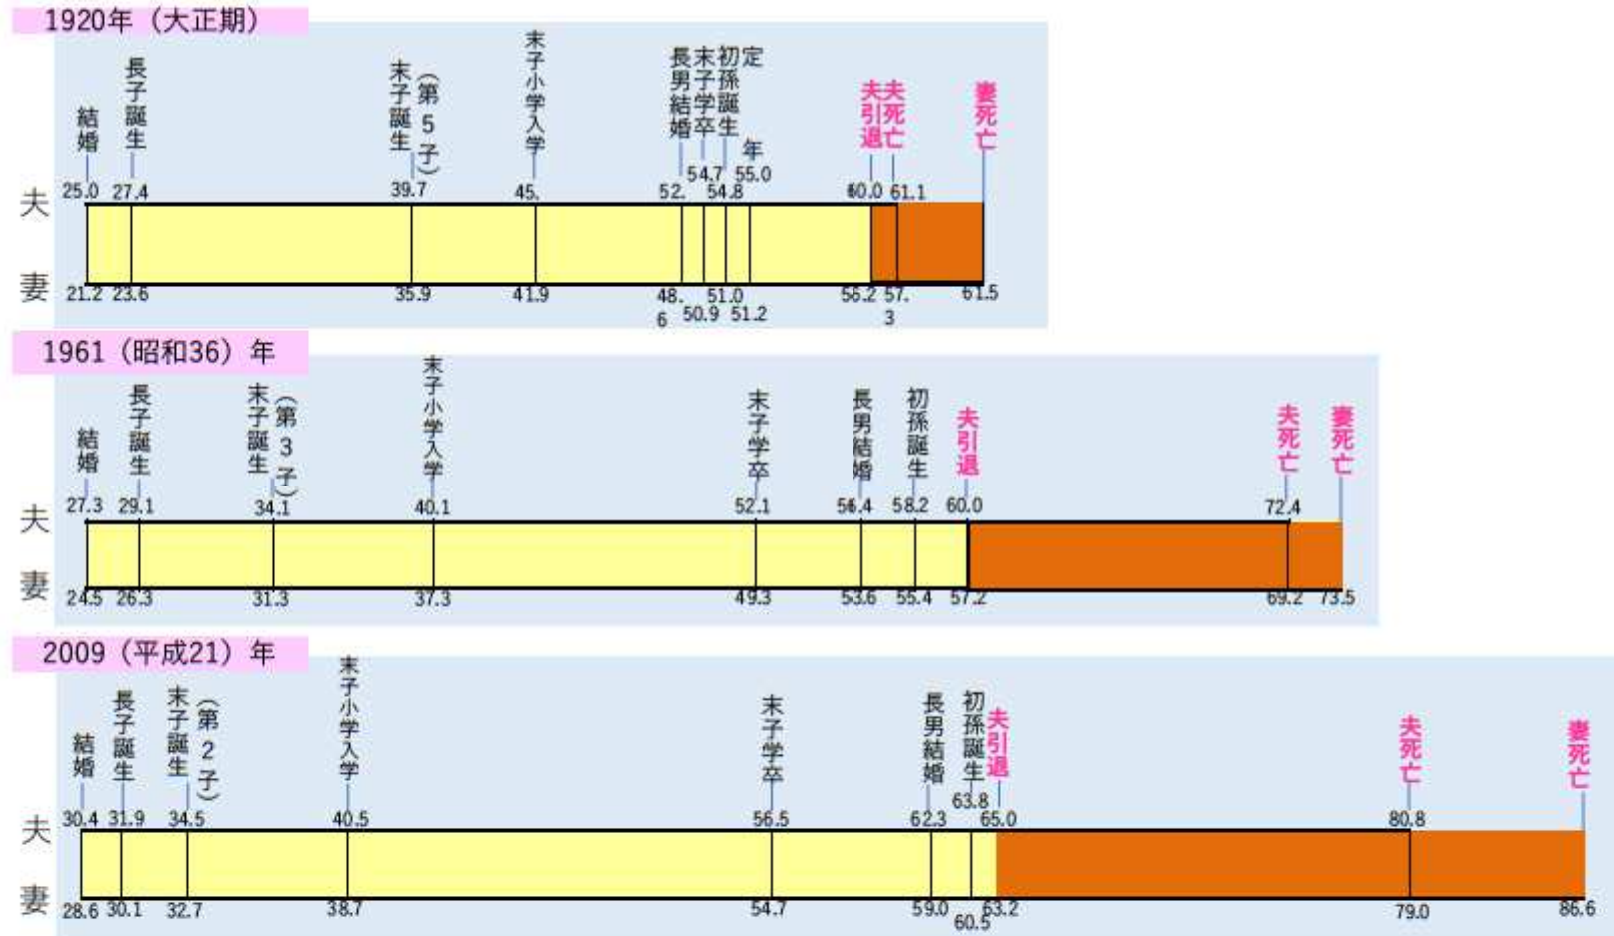 1920年（大正期）
結婚
長子誕生
末子誕生
（第5子）
末子小学入学
長男結婚
末子学卒
初孫誕生
定年
夫引退
夫死亡
妻死亡
夫
25.0 27.4 39.7 45. 52. 54.7 54.8 55.0 60.0 61.1
妻
21.2 23.6 35.9 41.9 48.6 50.9 51.0 51.2 56.2 57.3 61.5
1961（昭和36）年
結婚
長子誕生
末子誕生
（第3子）
末子小学入学
末子学卒
長男結婚
初孫誕生
夫引退
夫死亡
妻死亡
夫
27.3 29.1 34.1 40.1 52.1 56.4 58.2 60.0 72.4
妻
24.5 26.3 31.3 37.3 49.3 53.6 55.4 57.2 69.2 73.5
2009（平成21）年
結婚
長子誕生
末子誕生
（第2子）
末子小学入学
末子学卒
長男結婚
初孫誕生
夫引退
夫死亡
妻死亡
夫
30.4 31.9 34.5 40.5 56.5 62.3 63.8 65.0 80.8
妻
28.6 30.1 32.7 38.7 54.7 59.0 60.5 63.2 79.0 86.6